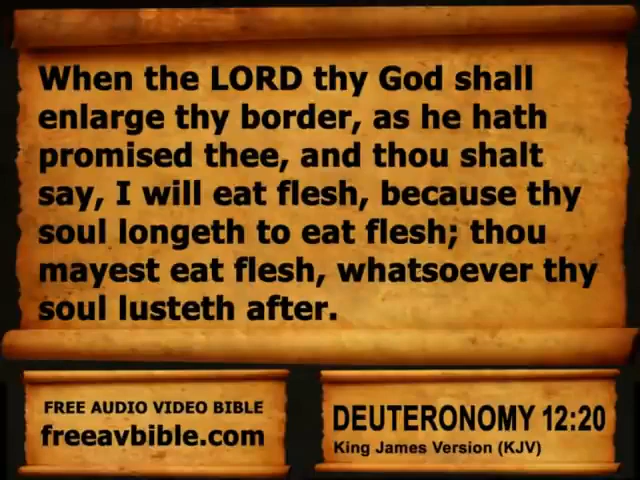 When the LORD thy God shall
enlarge thy border, as he hath
promised thee, and thou shalt
say, I will eat flesh, because thy
soul longeth to eat flesh; thou
mayest eat flesh, whatsoever thy
soul lusteth after.
FREE AUDIO VIDEO BIBLE
freeavbible.com
DEUTERONOMY 12:20
King James Version (KJV)